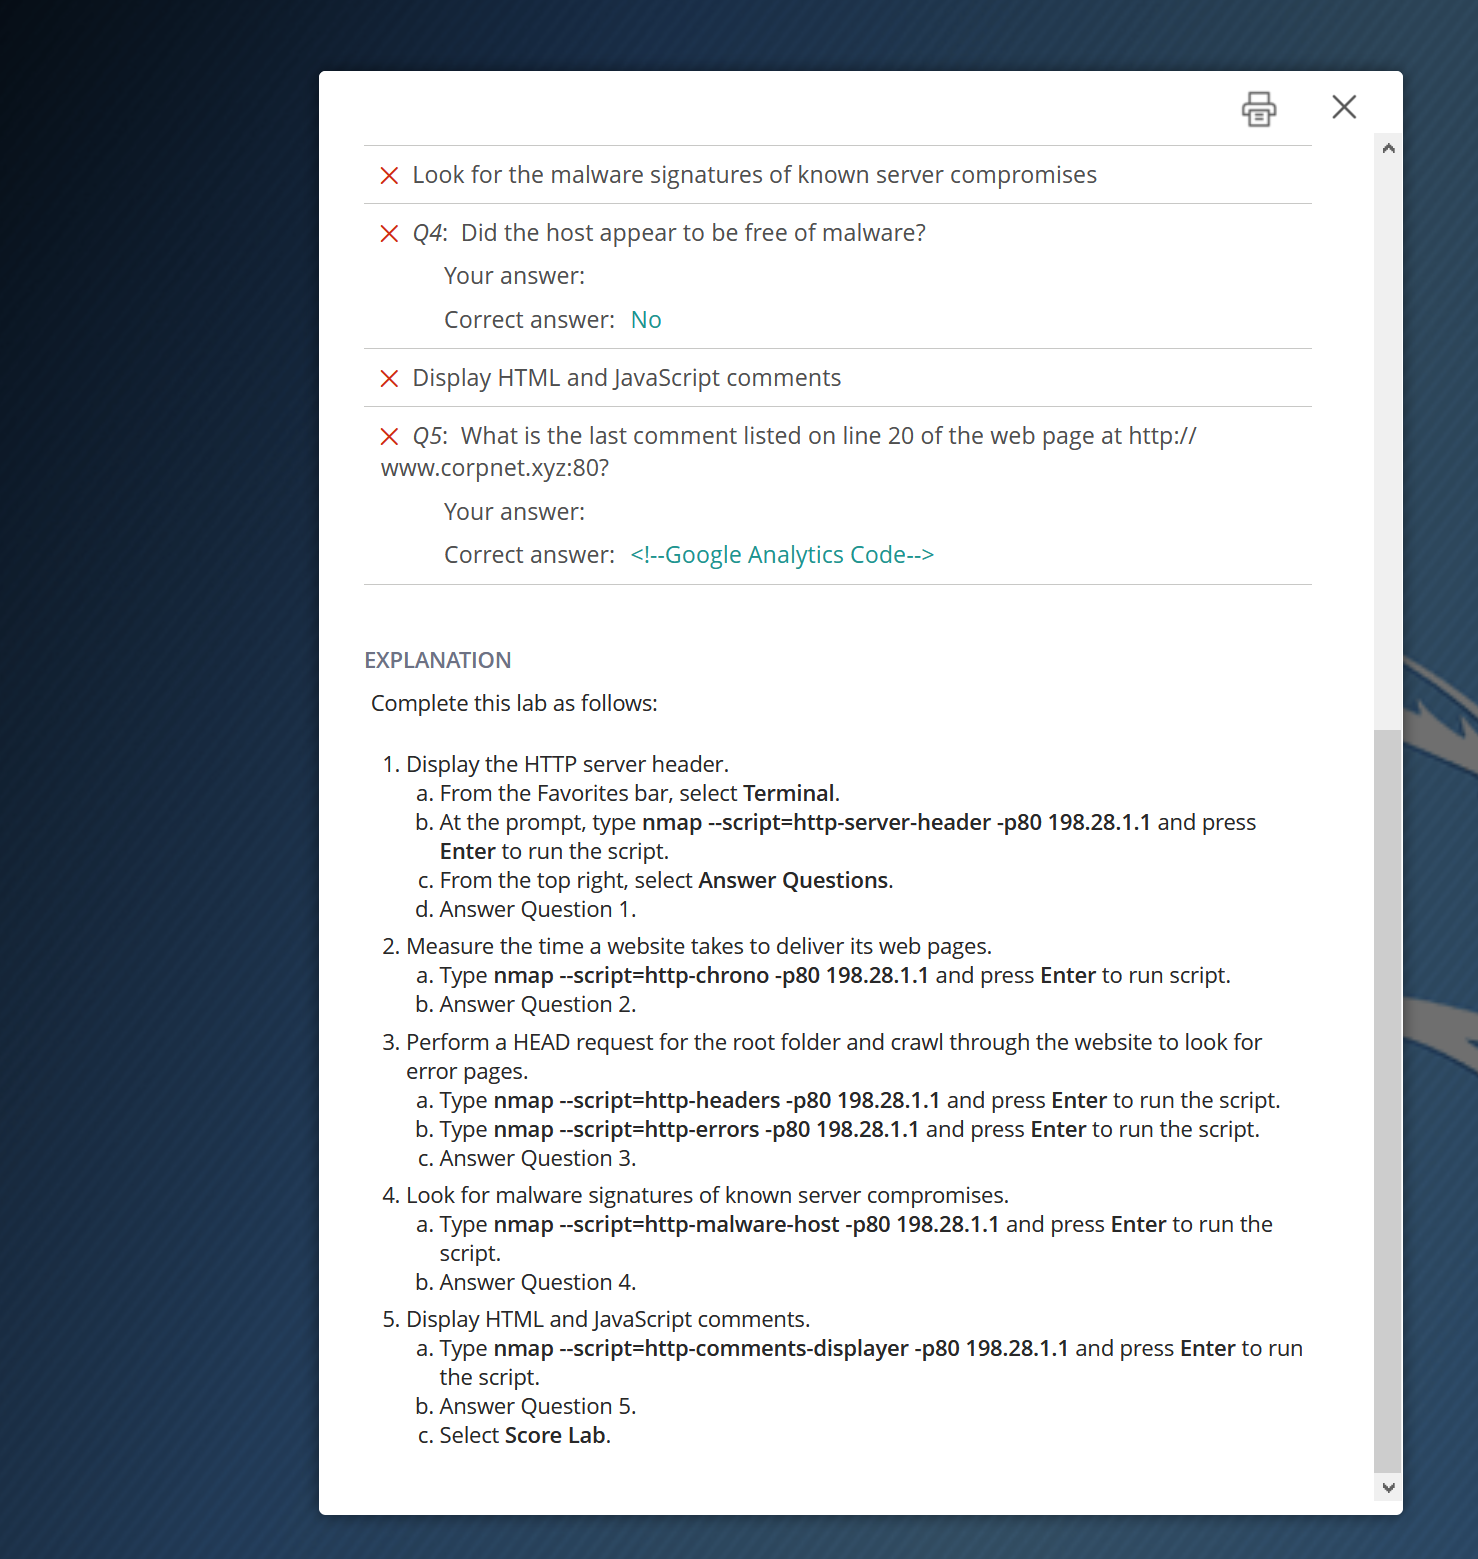 Look for the malware signatures of known server compromises
Q4: Did the host appear to be free of malware?
Your answer:
Correct answer: No
Display HTML and JavaScript comments
Q5: What is the last comment listed on line 20 of the web page at http://
www.corpnet.xyz:80?
Your answer:
Correct answer: <!--Google Analytics Code-->
EXPLANATION
Complete this lab as follows:
1. Display the HTTP server header.
a. From the Favorites bar, select Terminal.
b. At the prompt, type nmap --script=http-server-header -p80 198.28.1.1 and press
Enter to run the script.
c. From the top right, select Answer Questions.
d. Answer Question 1.
2. Measure the time a website takes to deliver its web pages.
a. Type nmap --script=http-chrono -p80 198.28.1.1 and press Enter to run script.
b. Answer Question 2.
3. Perform a HEAD request for the root folder and crawl through the website to look for
error pages.
a. Type nmap --script=http-headers -p80 198.28.1.1 and press Enter to run the script.
b. Type nmap --script=http-errors -p80 198.28.1.1 and press Enter to run the script.
c. Answer Question 3.
4. Look for malware signatures of known server compromises.
a. Type nmap --script=http-malware-host -p80 198.28.1.1 and press Enter to run the
script.
b. Answer Question 4.
5. Display HTML and JavaScript comments.
a. Type nmap --script=http-comments-displayer -p80 198.28.1.1 and press Enter to run
the script.
b. Answer Question 5.
c. Select Score Lab.